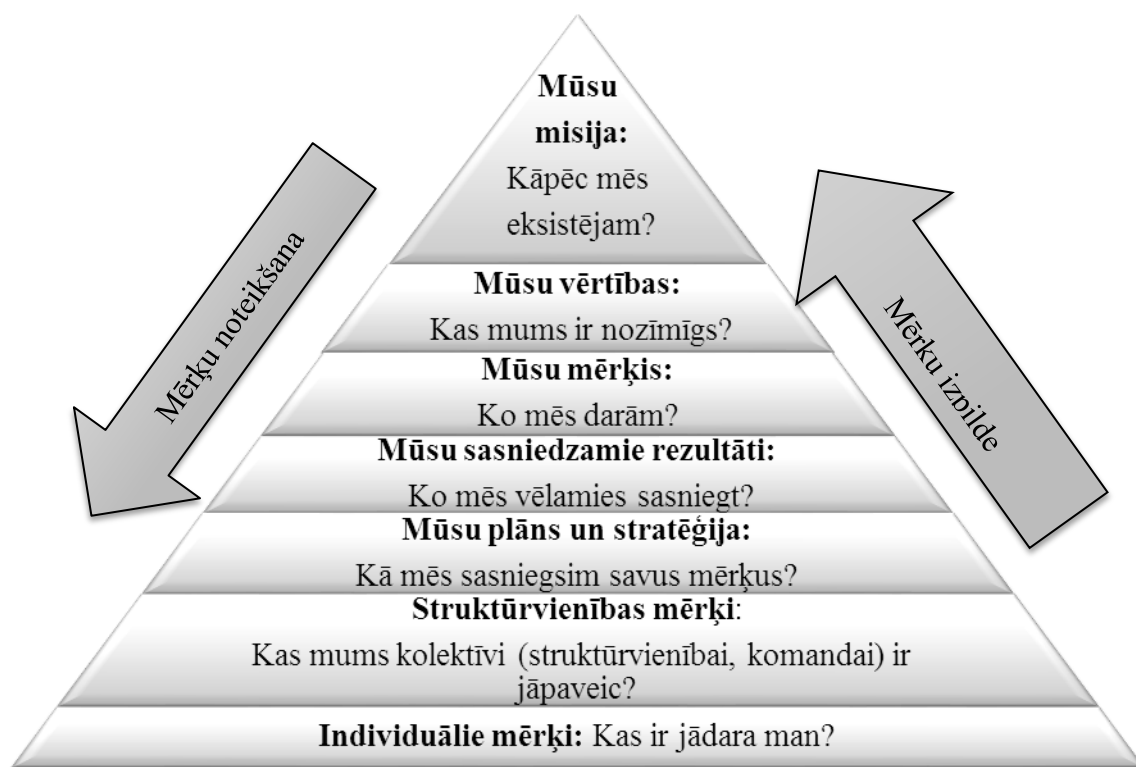 Mūsu
misija:
Kāpēc mēs
eksistējam?
Mūsu vērtības:
Kas mums ir nozīmīgs?
Mūsu mērķis:
Ko mēs darām?
Mūsu sasniedzamie rezultāti:
Ko mēs vēlamies sasniegt?
Mūsu plāns un stratēģija:
Kā mēs sasniegsim savus mērķus?
Struktūrvienības mērķi:
Kas mums kolektīvi (struktūrvienībai, komandai) ir
jāpaveic?
Individuālie mērķi: Kas ir jādara man?
Mērķu noteikšana
Mērķu izpilde